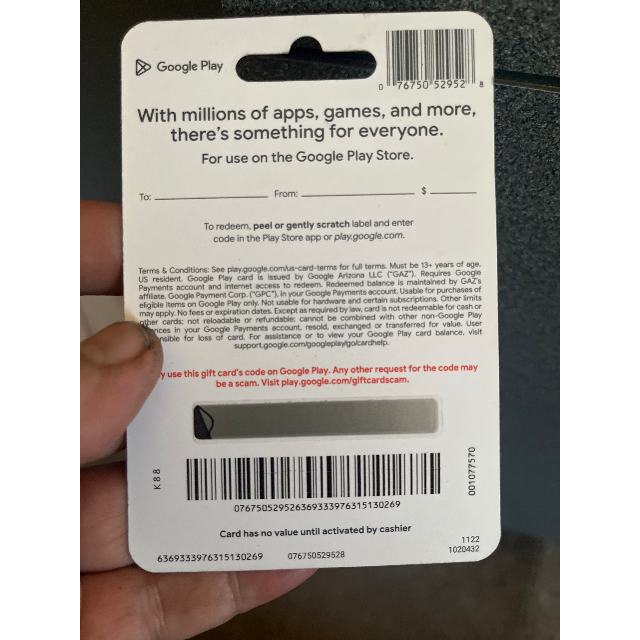 Google Play
0 76750 52952 8
With millions of apps, games, and more,
there's something for everyone.
For use on the Google Play Store.
To: From: $
To redeem, peel or gently scratch label and enter
code in the Play Store app or play.google.com.
Terms & Conditions: See play.google.com/us-card-terms for full terms. Must be 13+ years of age,
US resident. Google Play card is issued by Google Arizona LLC ("GAZ"). Requires Google
Payments account and internet access to redeem. Redeemed balance is maintained by GAZ's
affiliate, Google Payment Corp. ("GPC"), in your Google Payments account. Usable for purchases of
eligible items on Google Play only. Not usable for hardware and certain subscriptions. Other limits
may apply. No fees or expiration dates. Except as required by law, card is not redeemable for cash or
other cards; not reloadable or refundable; cannot be combined with other non-Google Play
in your Google Payments account, resold, exchanged or transferred for value. User
for loss of card. For assistance or to view your Google Play card balance, visit
support.google.com/googleplay/go/cardhelp.
use this gift card's code on Google Play. Any other request for the code may
be a scam. Visit play.google.com/giftcardscam.
K88
001077570
076750529526369333976315130269
Card has no value until activated by cashier
6369333976315130269 076750529528
1122
1020432